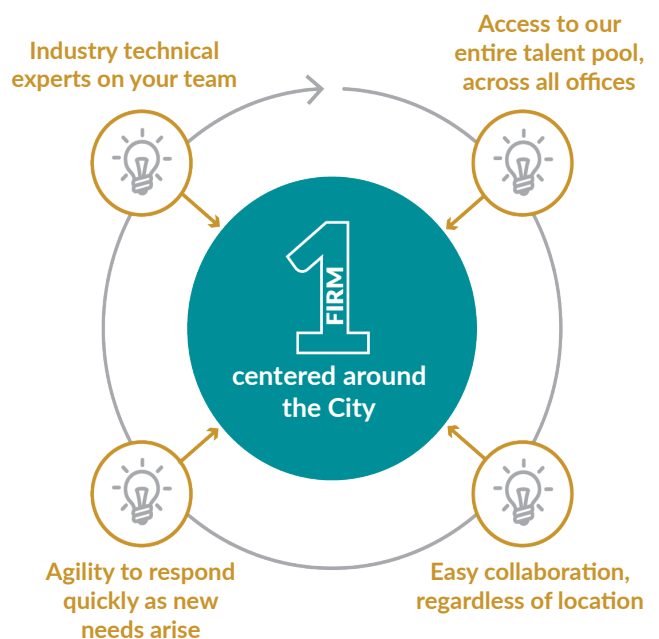 Industry technical
experts on your team
Access to our
entire talent pool,
across all offices
1
FIRM
centered around
the City
Agility to respond
quickly as new
needs arise
Easy collaboration,
regardless of location